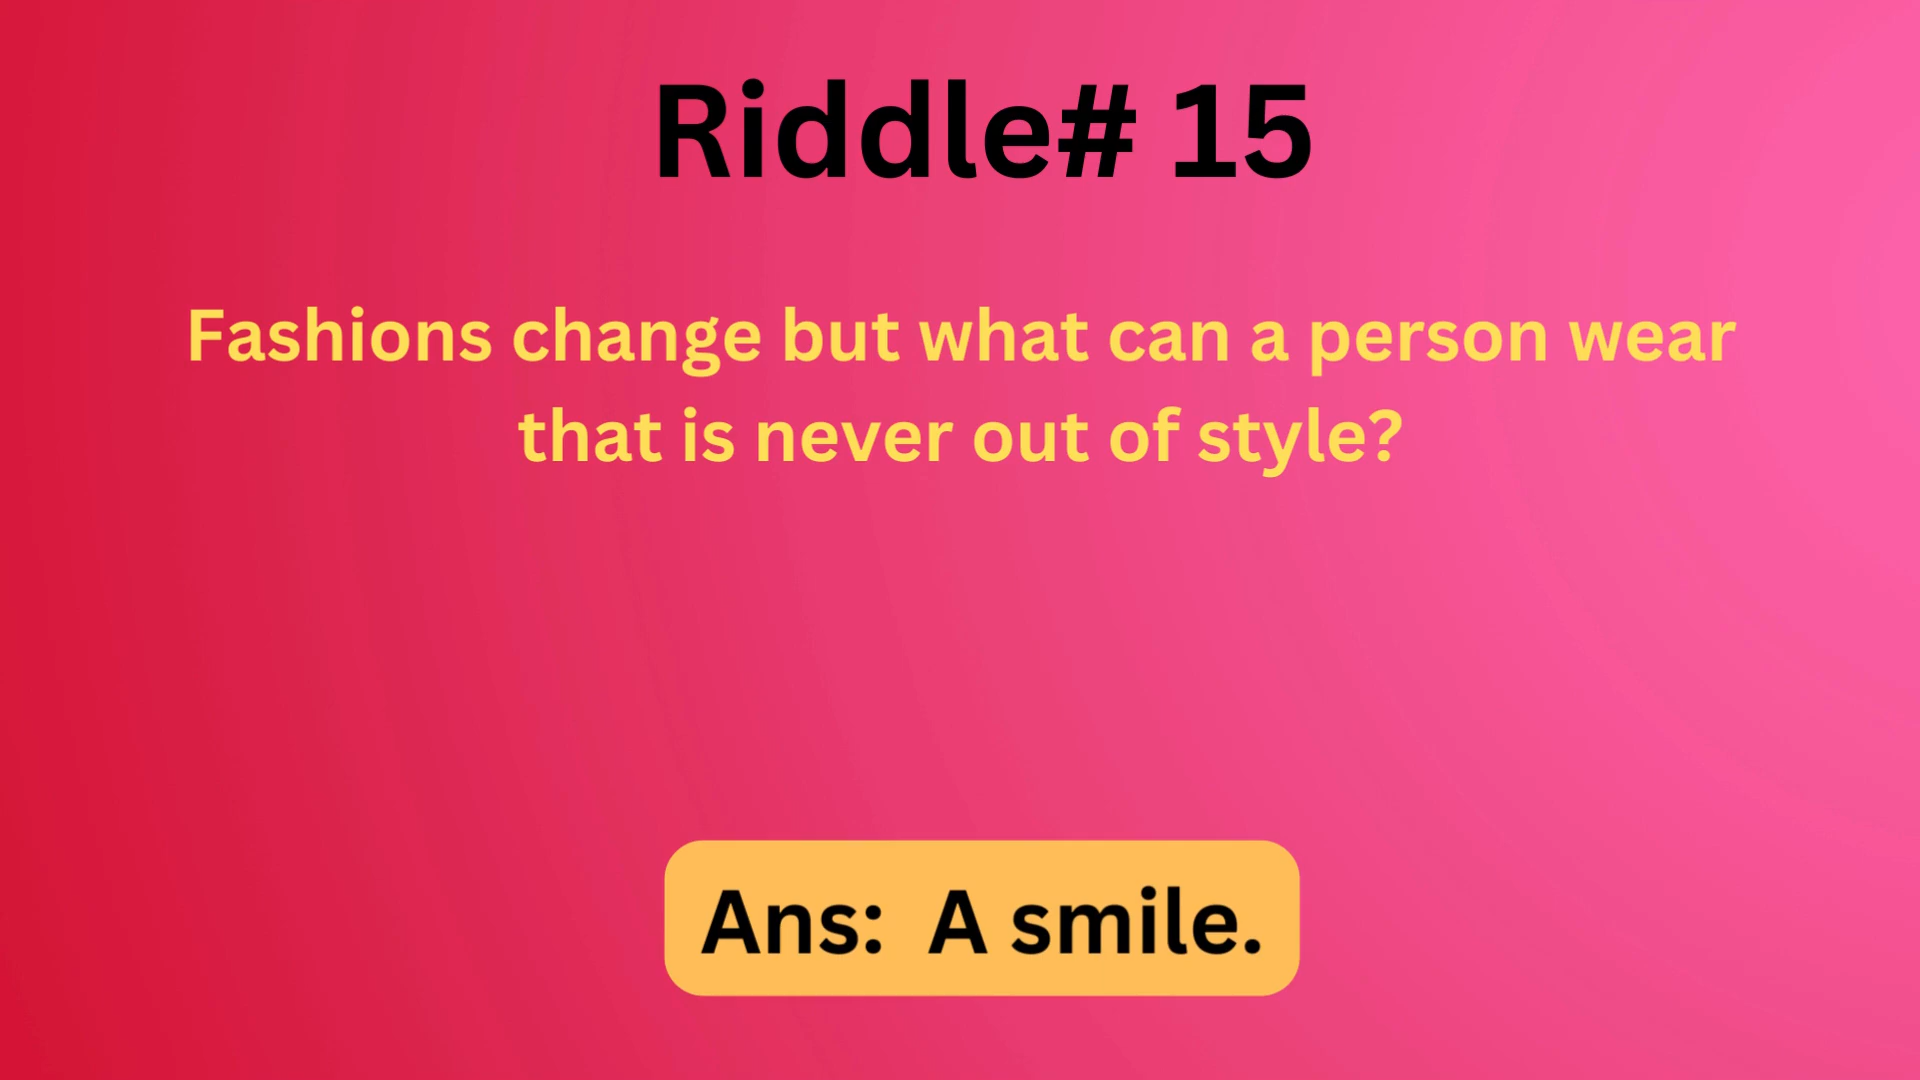 Riddle# 15
Fashions change but what can a person wear
that is never out of style?
Ans: A smile.